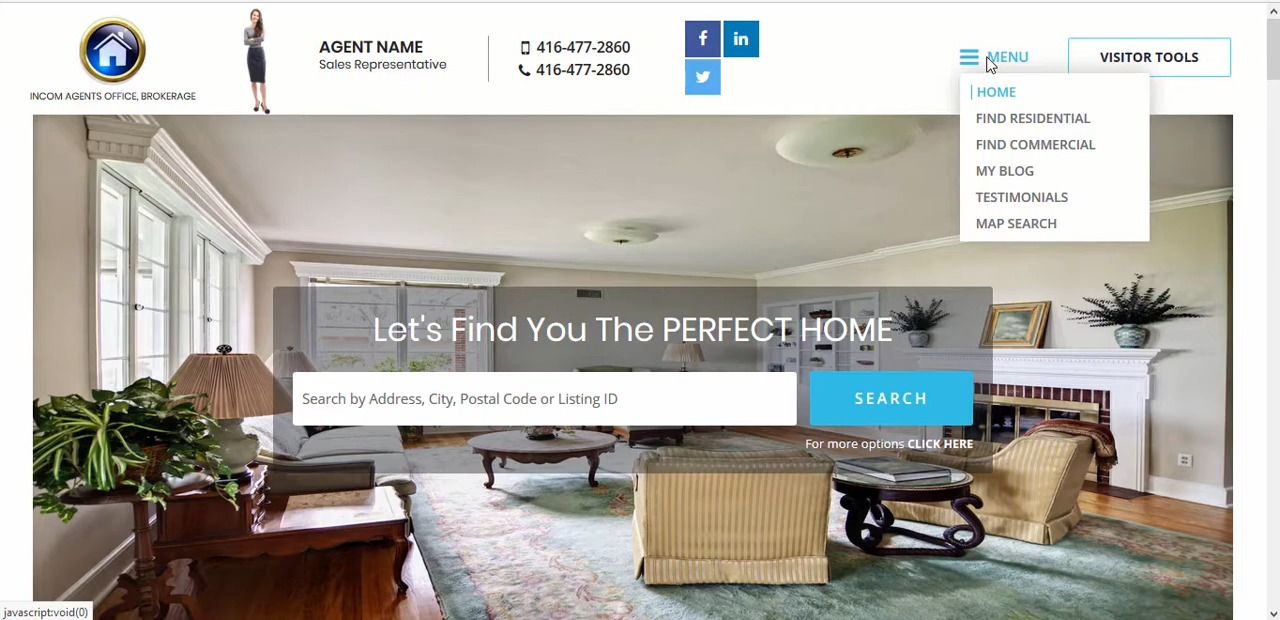 INCOM AGENTS OFFICE, BROKERAGE
AGENT NAME
Sales Representative
416-477-2860
416-477-2860
f
in
MENU
VISITOR TOOLS
HOME
FIND RESIDENTIAL
FIND COMMERCIAL
MY BLOG
TESTIMONIALS
MAP SEARCH
Let's Find You The PERFECT HOME
Search by Address, City, Postal Code or Listing ID
SEARCH
For more options CLICK HERE
javascript:void(0)